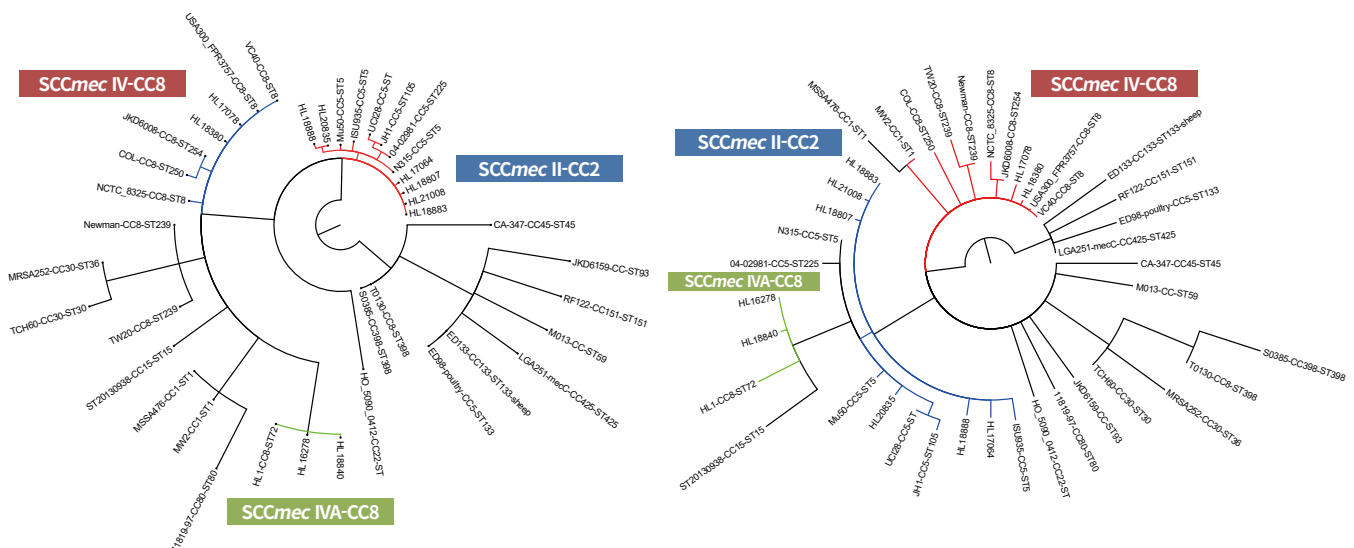 SCCmec IV-CC8
VC40-CC8-ST8
USA300_FPR3757-CC8-ST8
HL17078
HL18380
JKD6008-CC8-ST254
COL-CC8-ST250
NCTC_8325-CC8-ST8
Newman-CC8-ST239
MRSA252-CC30-ST36
TCH60-CC30-ST30
TW20-CC8-ST239
ST20130938-CC15-ST15
MSSA476-CC1-ST1
MW2-CC1-ST1
11819-97-CC80-ST80
HL1-CC8-ST72
HL16278
HL18840
SCCmec IVA-CC8
HL18888
HL20835
Mu50-CC5-ST5
ISU935-CC5-ST5
UCI28-CC5-ST
JH1-CC5-ST105
04-02981-CC5-ST225
N315-CC5-ST5
HL17064
HL18807
HL21008
HL18883
SCCmec II-CC2
CA-347-CC45-ST45
JKD6159-CC-ST93
RF122-CC151-ST151
M013-CC-ST59
LGA251-mecC-CC425-ST425
ED133-CC133-ST133-sheep
ED98-poultry-CC5-ST133
T0130-CC8-ST398
S0385-CC398-ST398
HO_5090_0412-CC22-ST
SCCmec IV-CC8
SCCmec II-CC2
SCCmec IVA-CC8
MSSA476-CC1-ST1
MW2-CC1-ST1
COL-CC8-ST250
TW20-CC8-ST239
Newman-CC8-ST239
NCTC_8325-CC8-ST8
JKD6008-CC8-ST254
HL17078
HL18380
USA300_FPR3757-CC8-ST8
VC40-CC8-ST8
ED133-CC133-ST133-sheep
RF122-CC151-ST151
ED98-poultry-CC5-ST133
LGA251-mecC-CC425-ST425
CA-347-CC45-ST45
M013-CC-ST59
S0385-CC398-ST398
T0130-CC8-ST398
TCH60-CC30-ST30
MRSA252-CC30-ST36
JKD6159-CC-ST93
11819-97-CC80-ST80
HO_5090_0412-CC22-ST
ISU935-CC5-ST5
HL17064
HL18888
JH1-CC5-ST105
UCI28-CC5-ST
HL20835
Mu50-CC5-ST5
ST20130938-CC15-ST15
HL1-CC8-ST72
HL18840
HL16278
04-02981-CC5-ST225
N315-CC5-ST5
HL18807
HL21008
HL18883